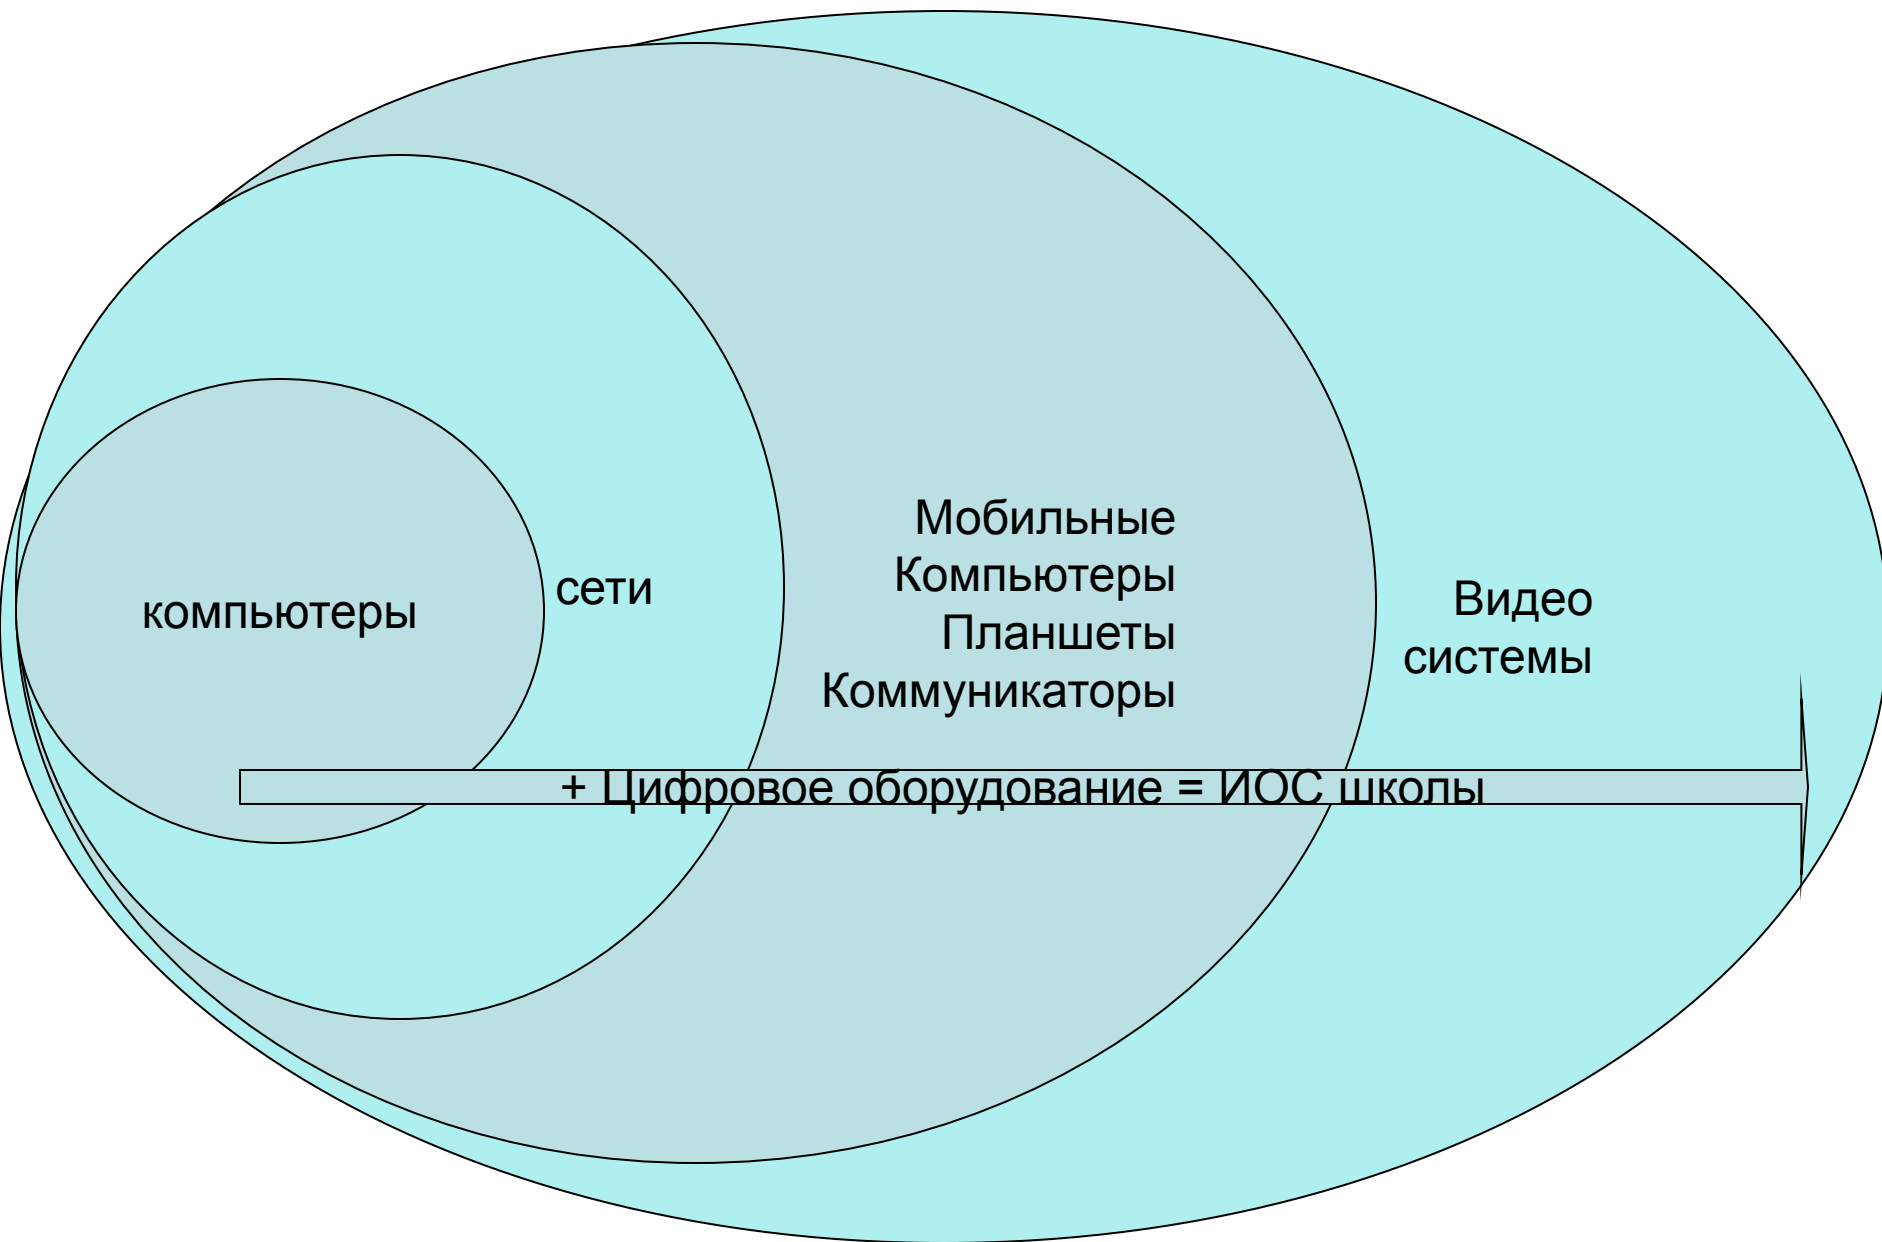 компьютеры
сети
Мобильные
Компьютеры
Планшеты
Коммуникаторы
Видео
системы
+ Цифровое оборудование = ИОС школы